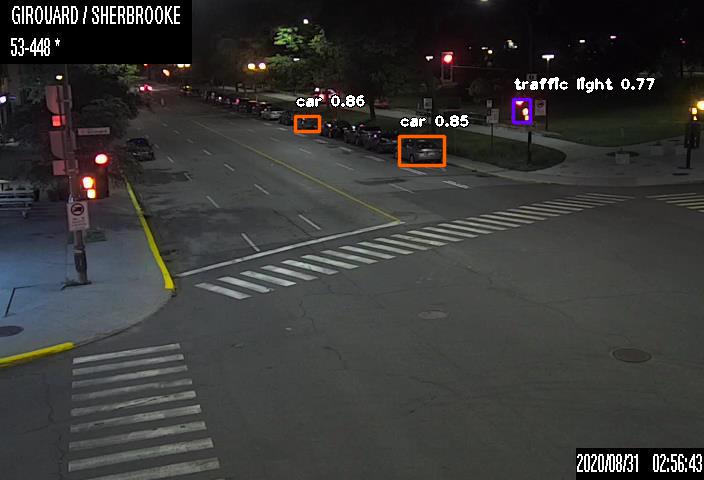 GIROUARD / SHERBROOKE
53-448 *
traffic light 0.77
car 0.86
car 0.85
2020/08/31 02:56:43